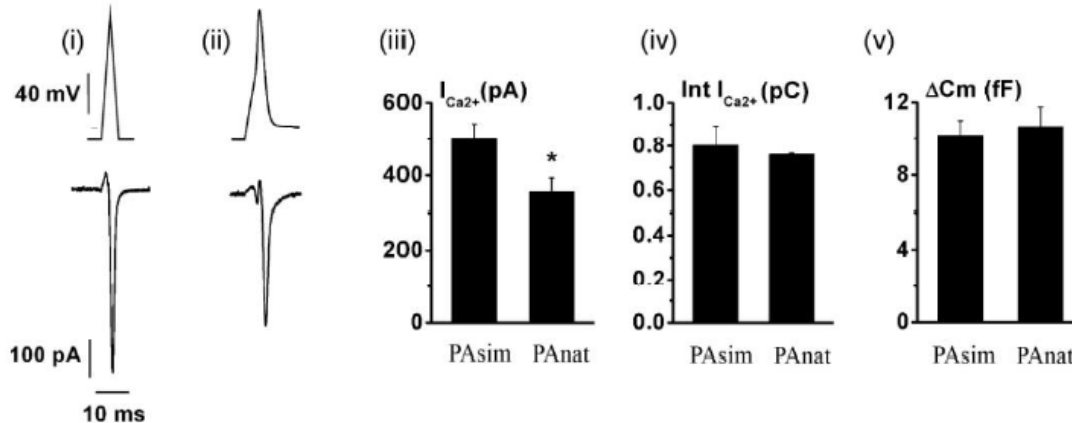 (i)
40 mV
100 pA
10 ms
(ii)
(iii)
I Ca2+ (pA)
600
400
200
0
*
PAsim PAnat
(iv)
Int I Ca2+ (pC)
1.0
0.8
0.6
0.4
0.2
0.0
PAsim PAnat
(v)
ΔCm (fF)
12
8
4
0
PAsim PAnat